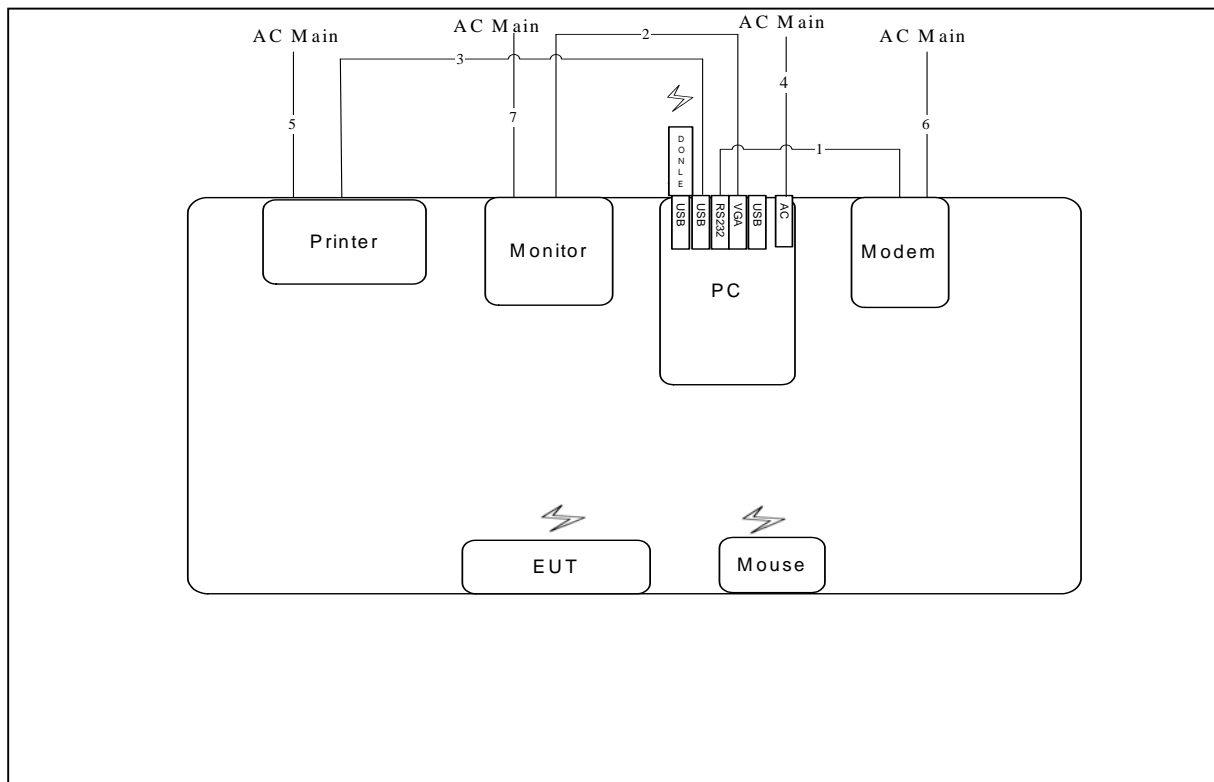 AC Main
AC Main
AC Main
AC Main
2
3
4
5
7
6
1
DONLE
USB
USB
RS232
VGA
USB
AC
Printer
Monitor
PC
Modem
EUT
Mouse